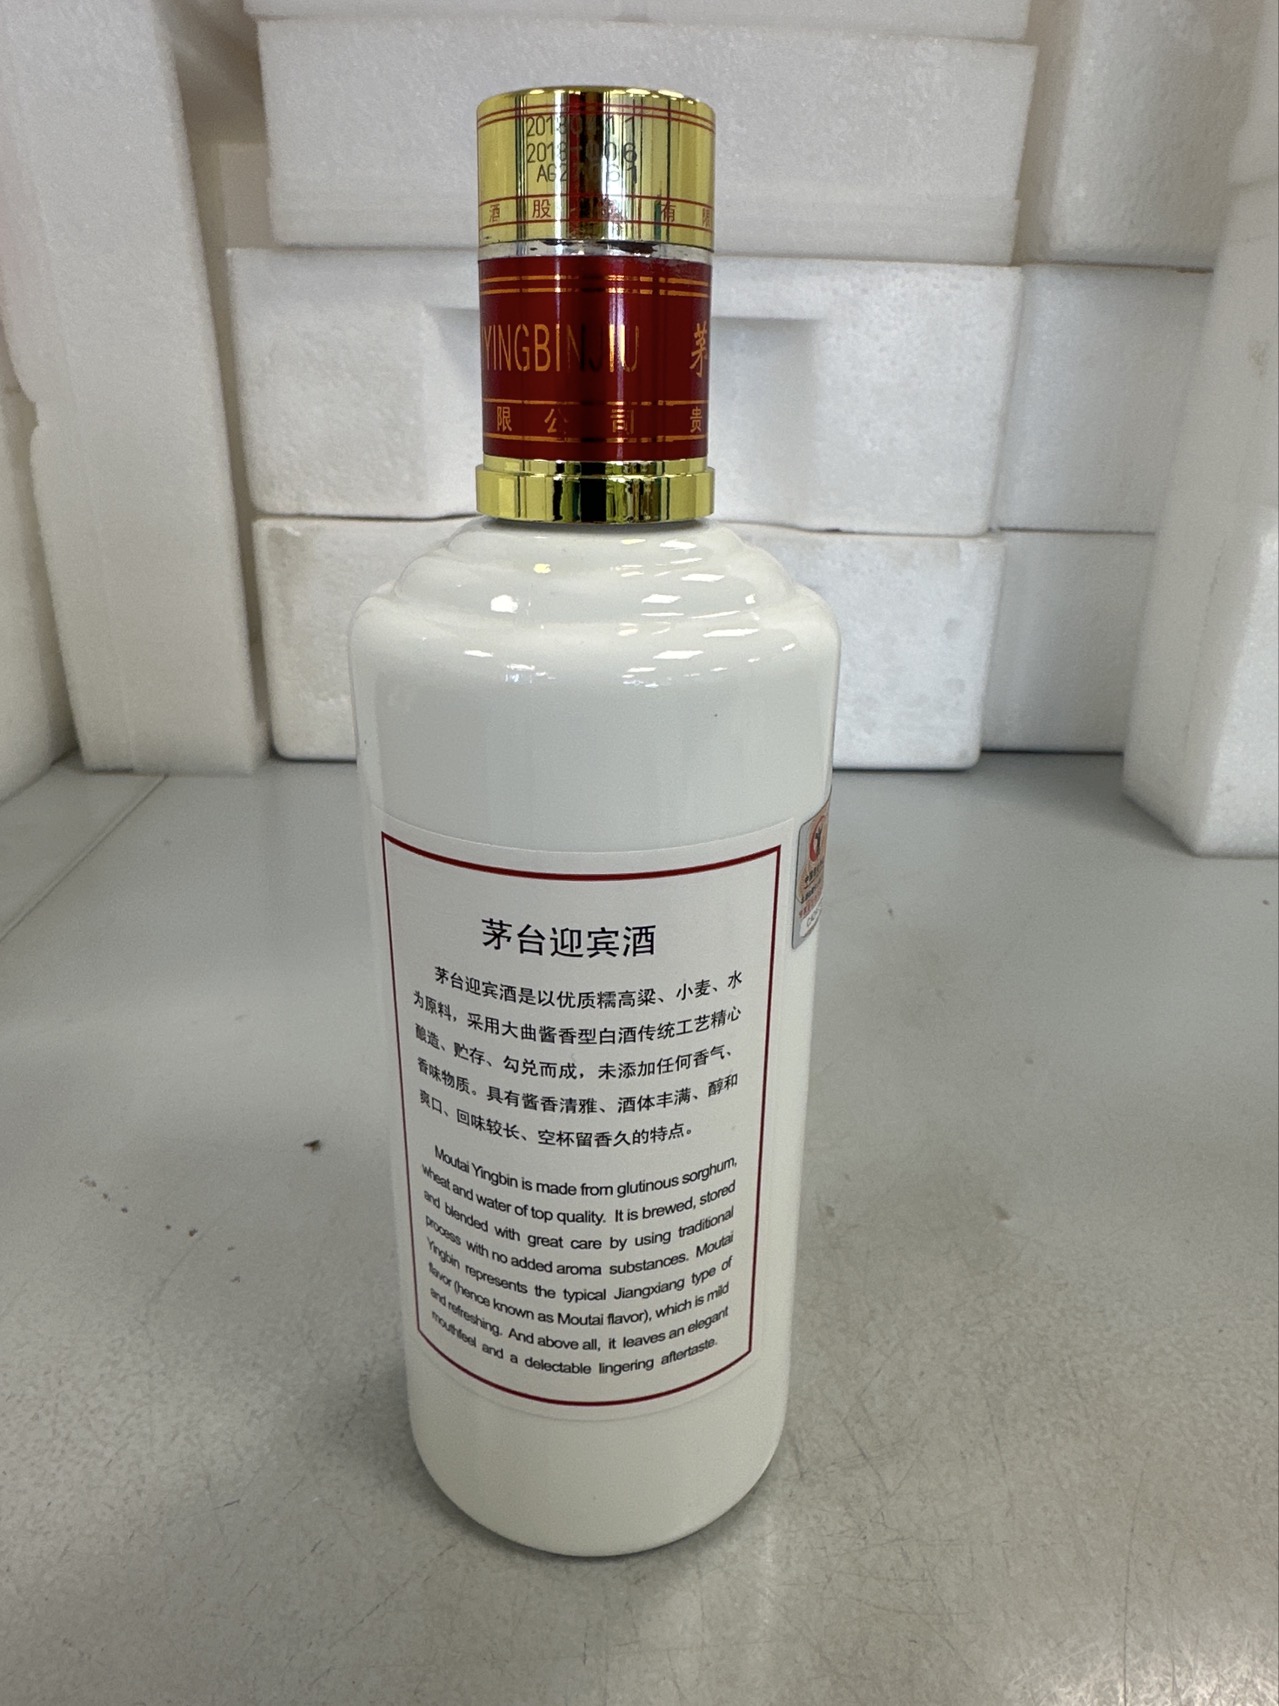 酒 股 有 限
YINGBINJIU 茅
限 公 司 贵
茅台迎宾酒
茅台迎宾酒是以优质糯高粱、小麦、水
为原料，采用大曲酱香型白酒传统工艺精心
酿造、贮存、勾兑而成，未添加任何香气、
香味物质。具有酱香清雅、酒体丰满、醇和
爽口、回味较长、空杯留香久的特点。
Moutai Yingbin is made from glutinous sorghum,
wheat and water of top quality. It is brewed, stored
and blended with great care by using traditional
process with no added aroma substances. Moutai
Yingbin represents the typical Jiangxiang type of
flavor (hence known as Moutai flavor), which is mild
and refreshing. And above all, it leaves an elegant
mouthfeel and a delectable lingering aftertaste.